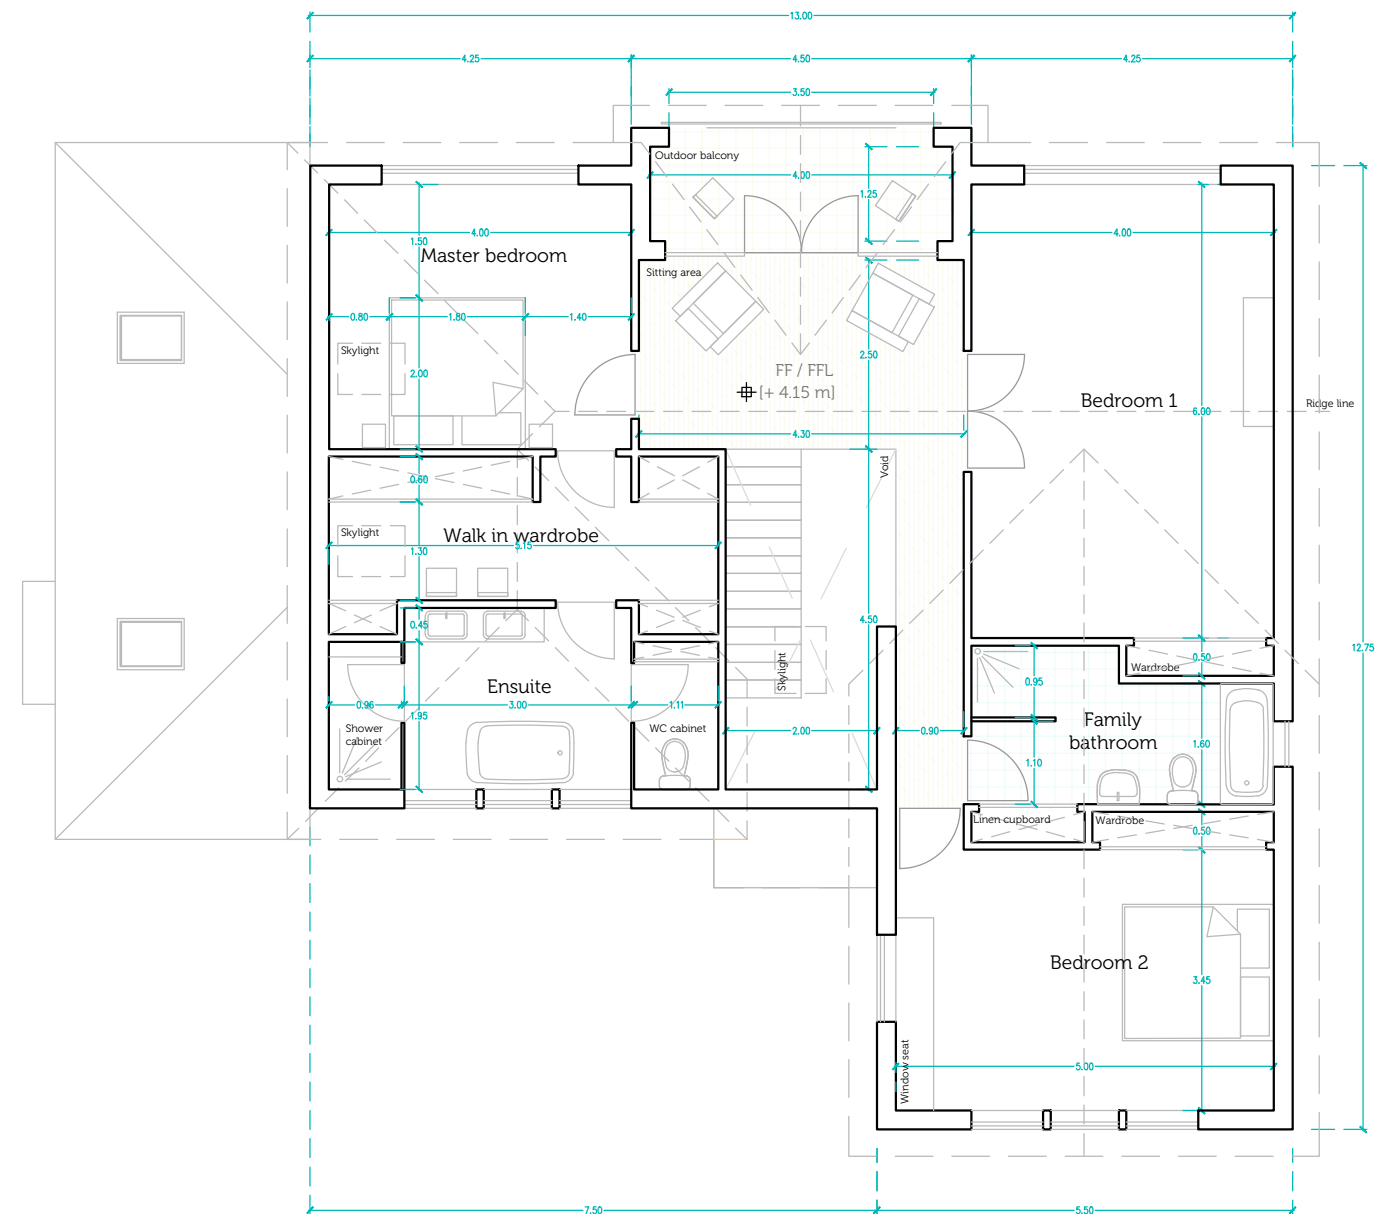 13.00
4.25
4.50
4.25
3.50
Outdoor balcony
4.00
1.25
4.00
1.50
Master bedroom
Sitting area
4.00
0.80
1.80
1.40
Skylight
2.00
2.50
FF / FFL
[+ 4.15 m]
Bedroom 1
6.00
Ridge line
4.30
Void
0.60
Skylight
Walk in wardrobe
5.15
1.30
0.45
4.50
Skylight
12.75
Wardrobe
0.50
0.95
Ensuite
0.96
3.00
1.11
1.95
Shower
cabinet
WC cabinet
2.00
0.90
Family
bathroom
1.60
1.10
Linen cupboard
Wardrobe
0.50
Bedroom 2
3.45
Window seat
5.00
7.50
5.50